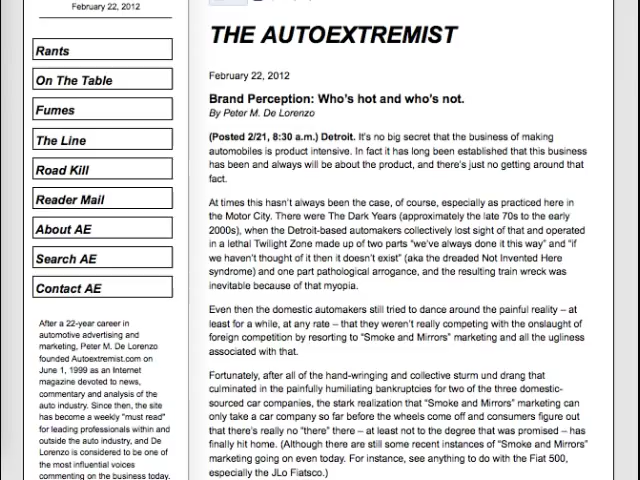 February 22, 2012
Rants
On The Table
Fumes
The Line
Road Kill
Reader Mail
About AE
Search AE
Contact AE
After a 22-year career in
automotive advertising and
marketing, Peter M. De Lorenzo
founded Autoextremist.com on
June 1, 1999 as an Internet
magazine devoted to news,
commentary and analysis of the
auto industry. Since then, the site
has become a weekly "must read"
for leading professionals within and
outside the auto industry, and De
Lorenzo is considered to be one of
the most influential voices
commenting on the business today.
THE AUTOEXTREMIST
February 22, 2012
Brand Perception: Who's hot and who's not.
By Peter M. De Lorenzo
(Posted 2/21, 8:30 a.m.) Detroit. It's no big secret that the business of making
automobiles is product intensive. In fact it has long been established that this business
has been and always will be about the product, and there's just no getting around that
fact.
At times this hasn't always been the case, of course, especially as practiced here in
the Motor City. There were The Dark Years (approximately the late 70s to the early
2000s), when the Detroit-based automakers collectively lost sight of that and operated
in a lethal Twilight Zone made up of two parts "we've always done it this way" and "if
we haven't thought of it then it doesn't exist" (aka the dreaded Not Invented Here
syndrome) and one part pathological arrogance, and the resulting train wreck was
inevitable because of that myopia.
Even then the domestic automakers still tried to dance around the painful reality – at
least for a while, at any rate – that they weren't really competing with the onslaught of
foreign competition by resorting to "Smoke and Mirrors" marketing and all the ugliness
associated with that.
Fortunately, after all of the hand-wringing and collective sturm und drang that
culminated in the painfully humiliating bankruptcies for two of the three domestic-
sourced car companies, the stark realization that "Smoke and Mirrors" marketing can
only take a car company so far before the wheels come off and consumers figure out
that there's really no "there" there – at least not to the degree that was promised – has
finally hit home. (Although there are still some recent instances of "Smoke and Mirrors"
marketing going on even today. For instance, see anything to do with the Fiat 500,
especially the JLo Fiatsco.)